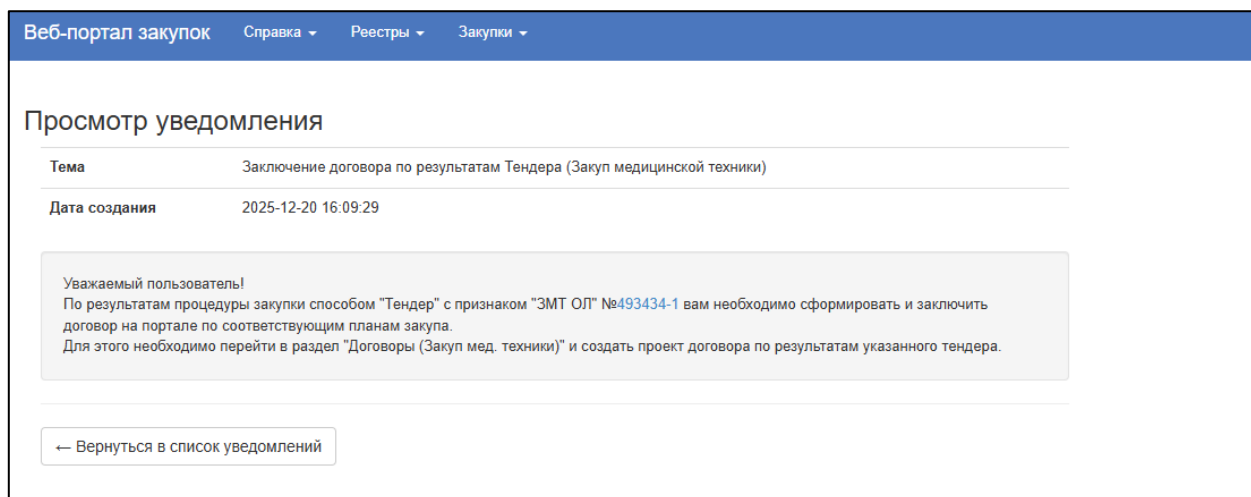 Веб-портал закупок Справка Реестры Закупки
Просмотр уведомления
Тема Заключение договора по результатам Тендера (Закуп медицинской техники)
Дата создания 2025-12-20 16:09:29
Уважаемый пользователь!
По результатам процедуры закупки способом "Тендер" с признаком "ЗМТ ОЛ" №493434-1 вам необходимо сформировать и заключить
договор на портале по соответствующим планам закупа.
Для этого необходимо перейти в раздел "Договоры (Закуп мед. техники)" и создать проект договора по результатам указанного тендера.
← Вернуться в список уведомлений